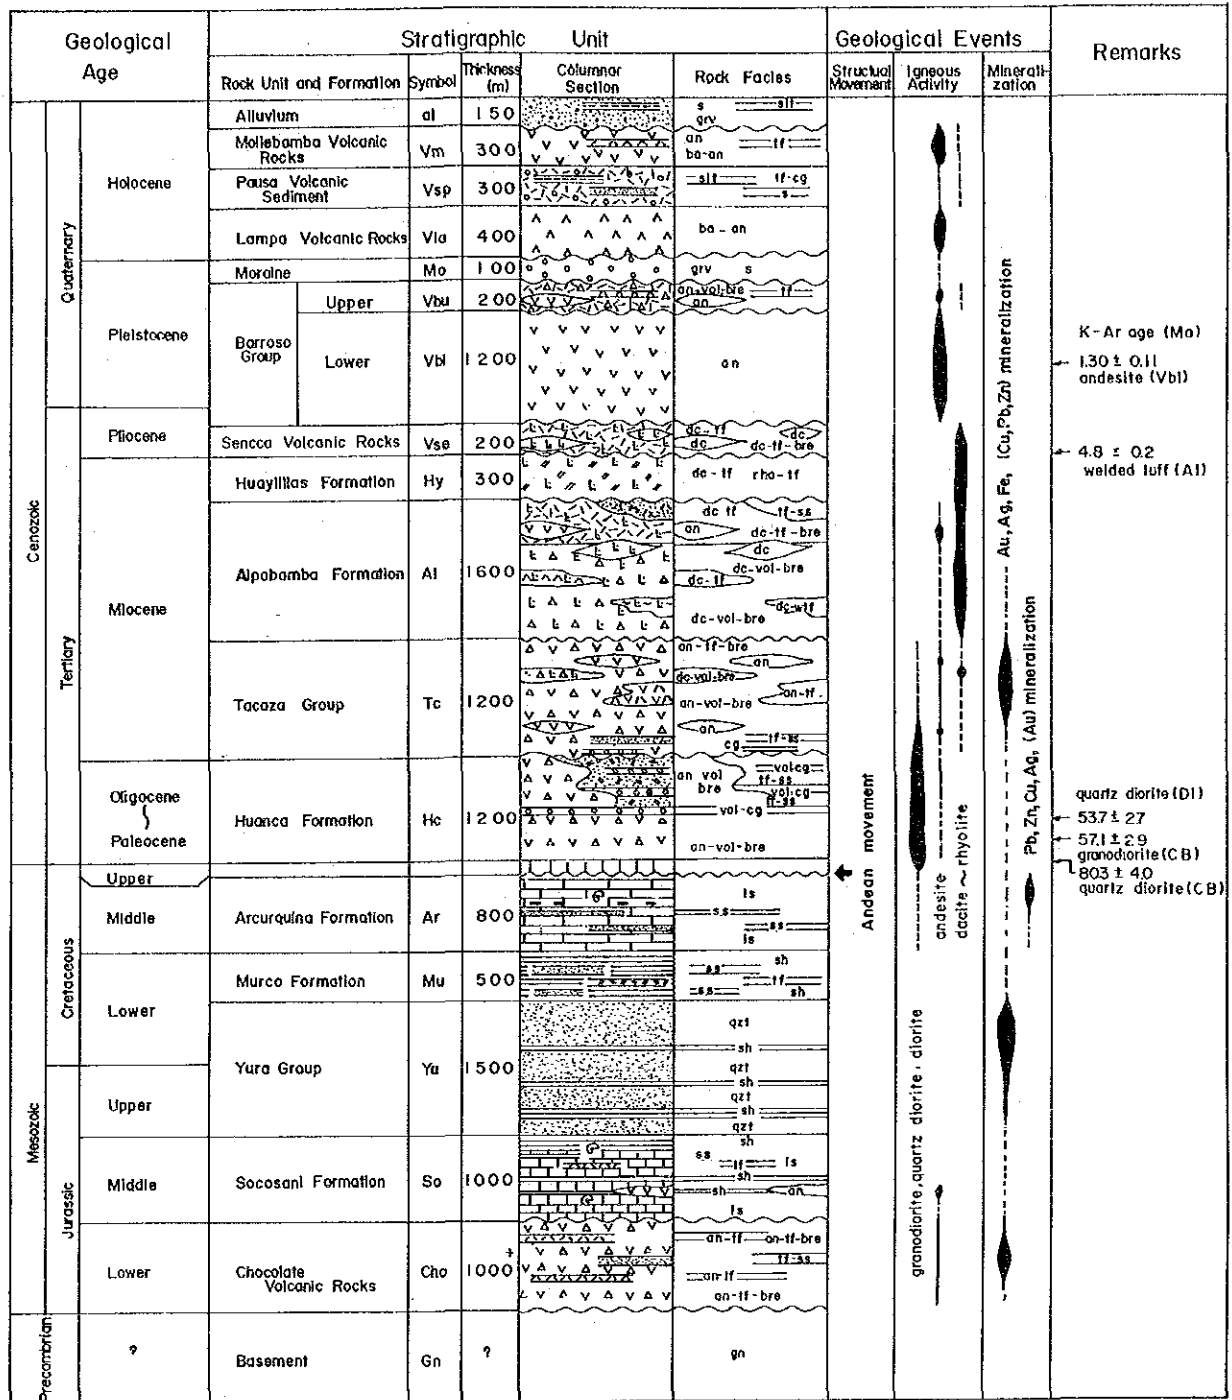 Geological Age
Stratigraphic Unit
Geological Events
Remarks
Rock Unit and Formation
Symbol
Thickness (m)
Columnar Section
Rock Facies
Structual Movement
Igneous Acivity
Minerali-zation
Cenozoic
Mesozoic
Precambrian
Quaternary
Tertiary
Cretaceous
Jurassic
Holocene
Pleistocene
Pliocene
Miocene
Oligocene
Paleocene
Upper
Middle
Lower
Upper
Middle
Lower
?
Alluvium al 150
s slt
grv
Mollebamba Volcanic Rocks Vm 300
an tf
ba-an
Pausa Volcanic Sediment Vsp 300
slt tf-cg
s
Lampa Volcanic Rocks Vla 400
ba-an
Moraine Mo 100
grv s
Barroso Group
Upper Vbu 200
an-vol-bre tf
an
Lower Vbl 1200
an
Sencca Volcanic Rocks Vse 200
dc-tf dc
dc dc-tf-bre
Huayllilas Formation Hy 300
dc-tf rho-tf
Alpabamba Formation Al 1600
dc tf tf-ss
an dc-tf-bre
dc
dc-vol-bre
dc-tf
dc-wtf
dc-vol-bre
Tacaza Group Tc 1200
an-tf-bre
an
dc-vol-bre
an-tf
an-vol-bre
an
tf-ss
cg
Huanca Formation Hc 1200
an vol bre
vol-cg
tf-ss
vol-cg
tf-ss
vol-cg
an-vol-bre
Arcurquina Formation Ar 800
ls
ss
ss
ls
Murco Formation Mu 500
sh
ss
tf
ss sh
Yura Group Yu 1500
qzt
sh
qzt
sh
qzt
sh
qzt
Socosani Formation So 1000
sh
ss
tf ls
sh
sh an
ls
Chocolate Volcanic Rocks Cho 1000 +
an-tf an-tf-bre
tf-ss
an-tf
an-tf-bre
Basement Gn ?
gn
Andean movement
granodiorite, quartz diorite, diorite
andesite
dacite ~ rhyolite
Au, Ag, Fe, (Cu, Pb, Zn) mineralization
Pb, Zn, Cu, Ag, (Au) mineralization
K-Ar age (Ma)
1.30 ± 0.11
andesite (Vbl)
4.8 ± 0.2
welded tuff (Al)
quartz diorite (DI)
53.7 ± 2.7
57.1 ± 2.9
granodiorite (CB)
80.3 ± 4.0
quartz diorite (CB)